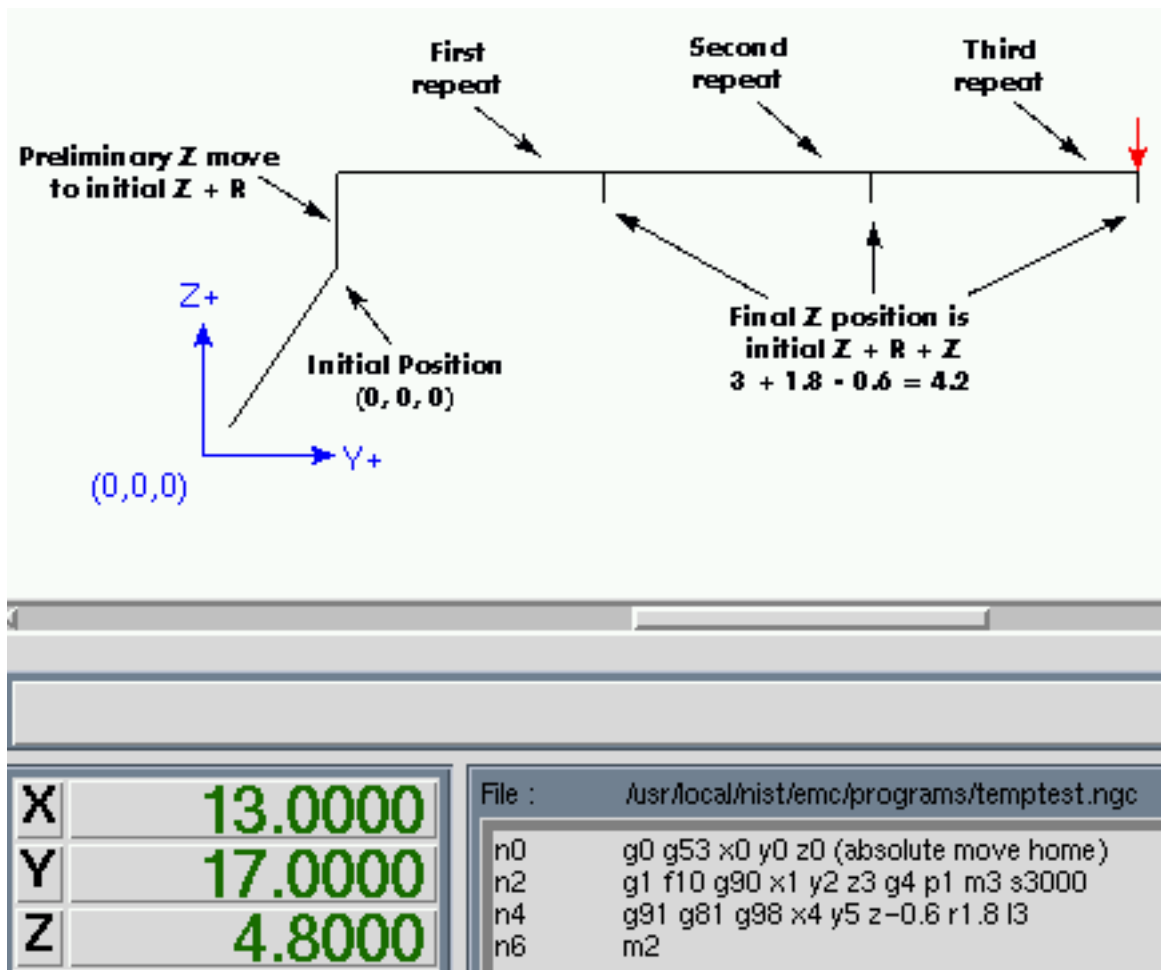 First
repeat
Second
repeat
Third
repeat
Preliminary Z move
to initial Z + R
Z+
Initial Position
(0, 0, 0)
Final Z position is
initial Z + R + Z
3 + 1.8 - 0.6 = 4.2
Y+
(0,0,0)
X 13.0000
Y 17.0000
Z 4.8000
File : /usr/local/nist/emc/programs/temptest.ngc
n0 g0 g53 x0 y0 z0 (absolute move home)
n2 g1 f10 g90 x1 y2 z3 g4 p1 m3 s3000
n4 g91 g81 g98 x4 y5 z-0.6 r1.8 l3
n6 m2